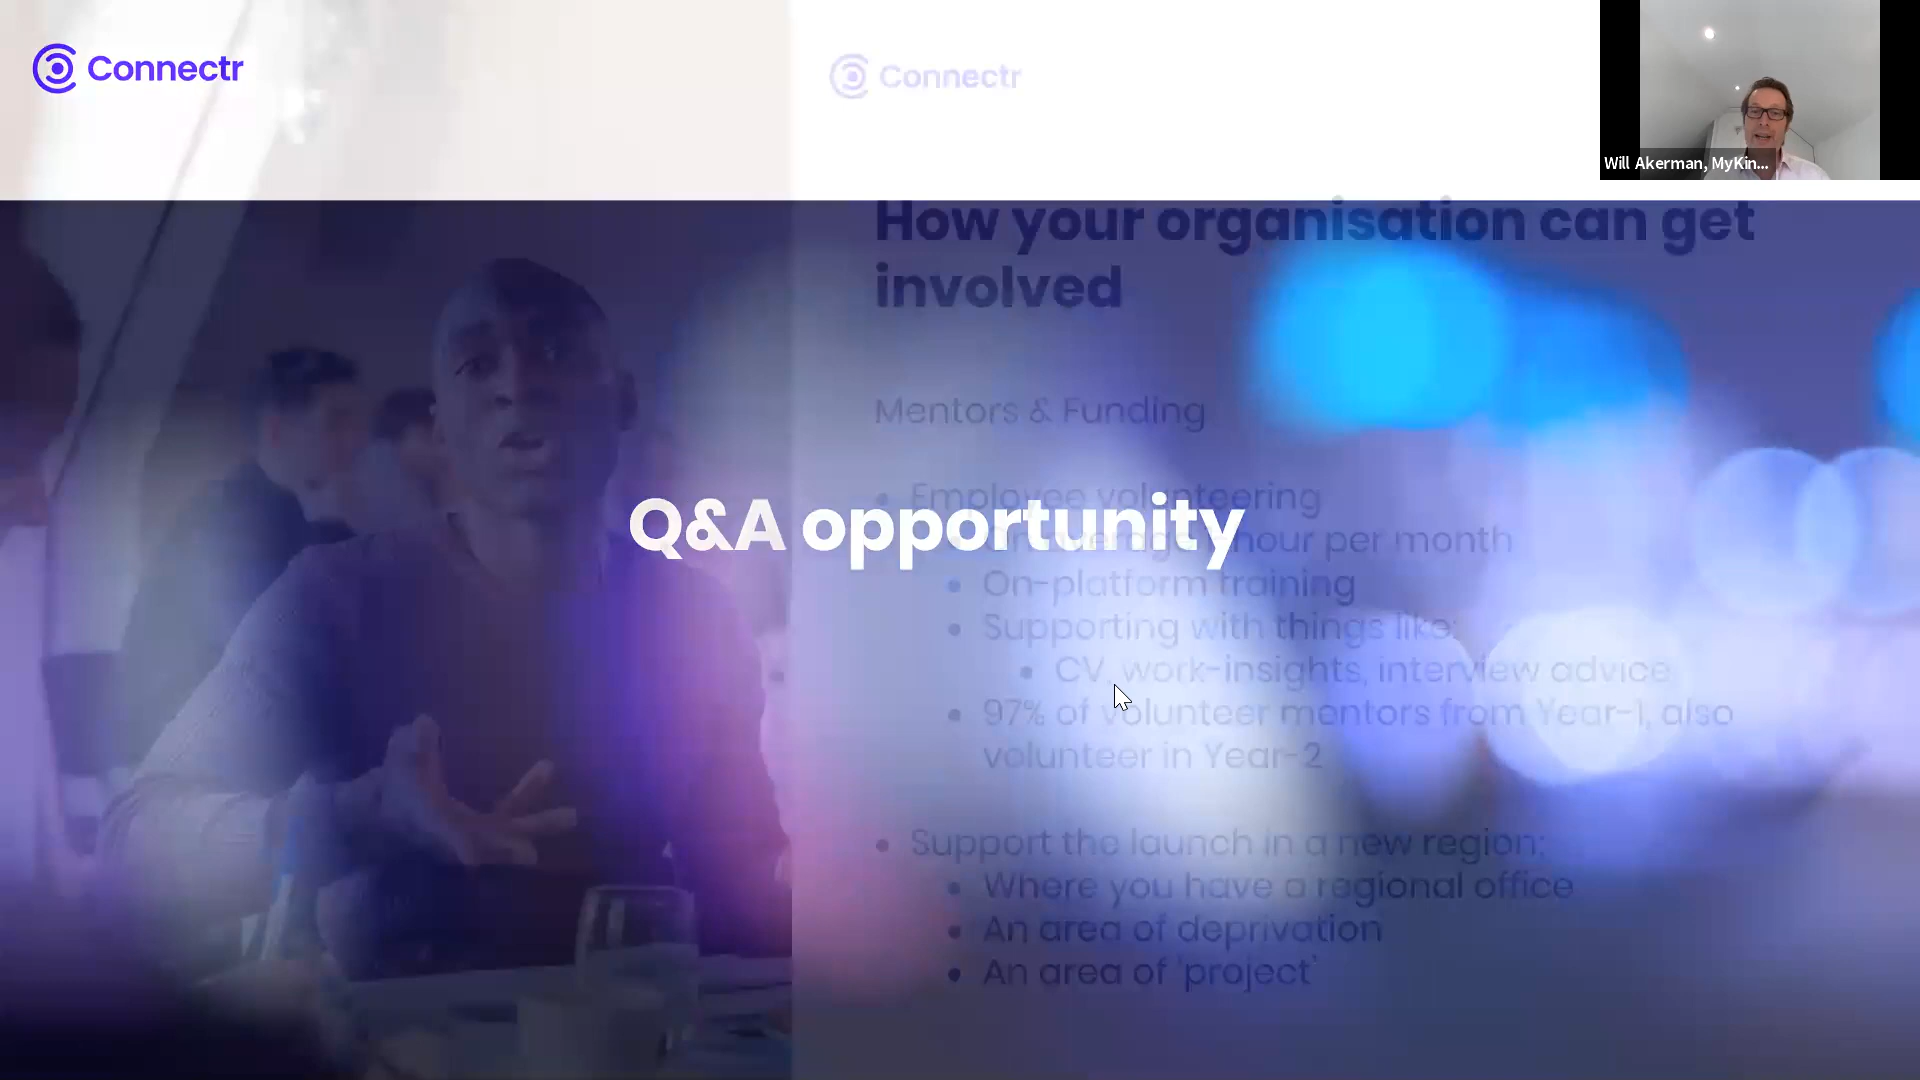 Connectr
Connectr
Will Akerman, MyKin...
How your organisation can get
involved
Mentors & Funding
Employee volunteering
Q&A opportunity
hour per month
On-platform training
Supporting with things like:
CV, work-insights, interview advice
97% of volunteer mentors from Year-1, also
volunteer in Year-2
Support the launch in a new region:
Where you have a regional office
An area of deprivation
An area of 'project'